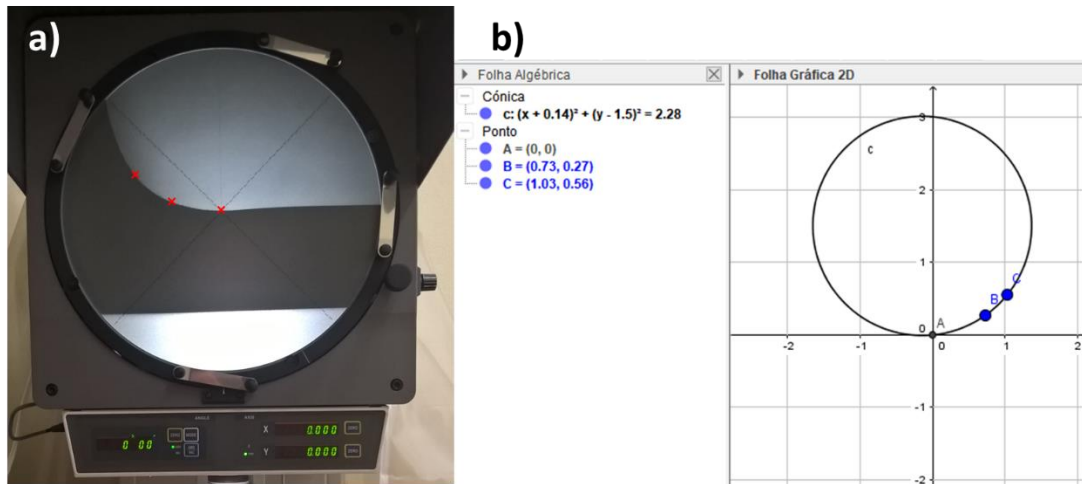 a)
b)
Folha Algébrica
Cónica
c: (x + 0.14)² + (y - 1.5)² = 2.28
Ponto
A = (0, 0)
B = (0.73, 0.27)
C = (1.03, 0.56)
Folha Gráfica 2D
3
c
2
1
C
B
0
A
-2
-1
0
1
2
-1
-2
ANGLE
AXIS
0° 00'
X
0.000
Y
0.000